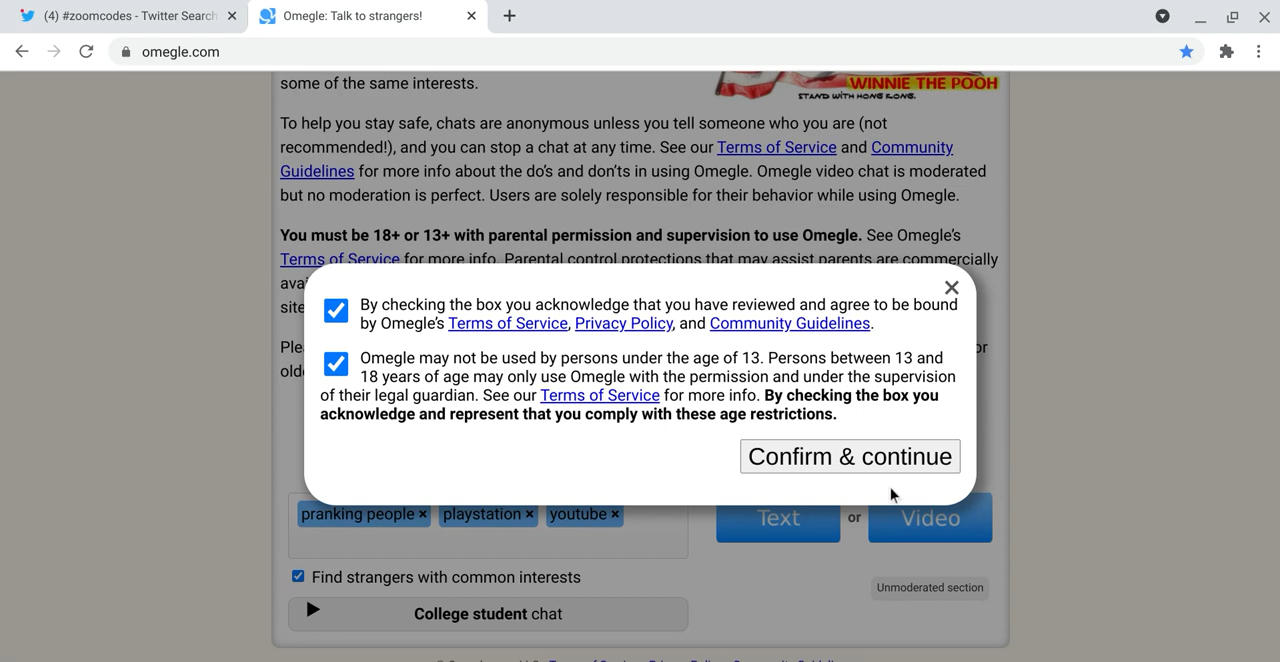 (4) #zoomcodes - Twitter Search
Omegle: Talk to strangers!
omegle.com
some of the same interests.
WINNIE THE POOH
STAND WITH HONG KONG.
To help you stay safe, chats are anonymous unless you tell someone who you are (not
recommended!), and you can stop a chat at any time. See our Terms of Service and Community
Guidelines for more info about the do's and don'ts in using Omegle. Omegle video chat is moderated
but no moderation is perfect. Users are solely responsible for their behavior while using Omegle.
You must be 18+ or 13+ with parental permission and supervision to use Omegle. See Omegle's
Terms of Service for more info. Parental control protections that may assist parents are commercially
By checking the box you acknowledge that you have reviewed and agree to be bound
by Omegle's Terms of Service, Privacy Policy, and Community Guidelines.
Omegle may not be used by persons under the age of 13. Persons between 13 and
18 years of age may only use Omegle with the permission and under the supervision
of their legal guardian. See our Terms of Service for more info. By checking the box you
acknowledge and represent that you comply with these age restrictions.
Confirm & continue
pranking people × playstation × youtube ×
Text or Video
Find strangers with common interests
Unmoderated section
College student chat